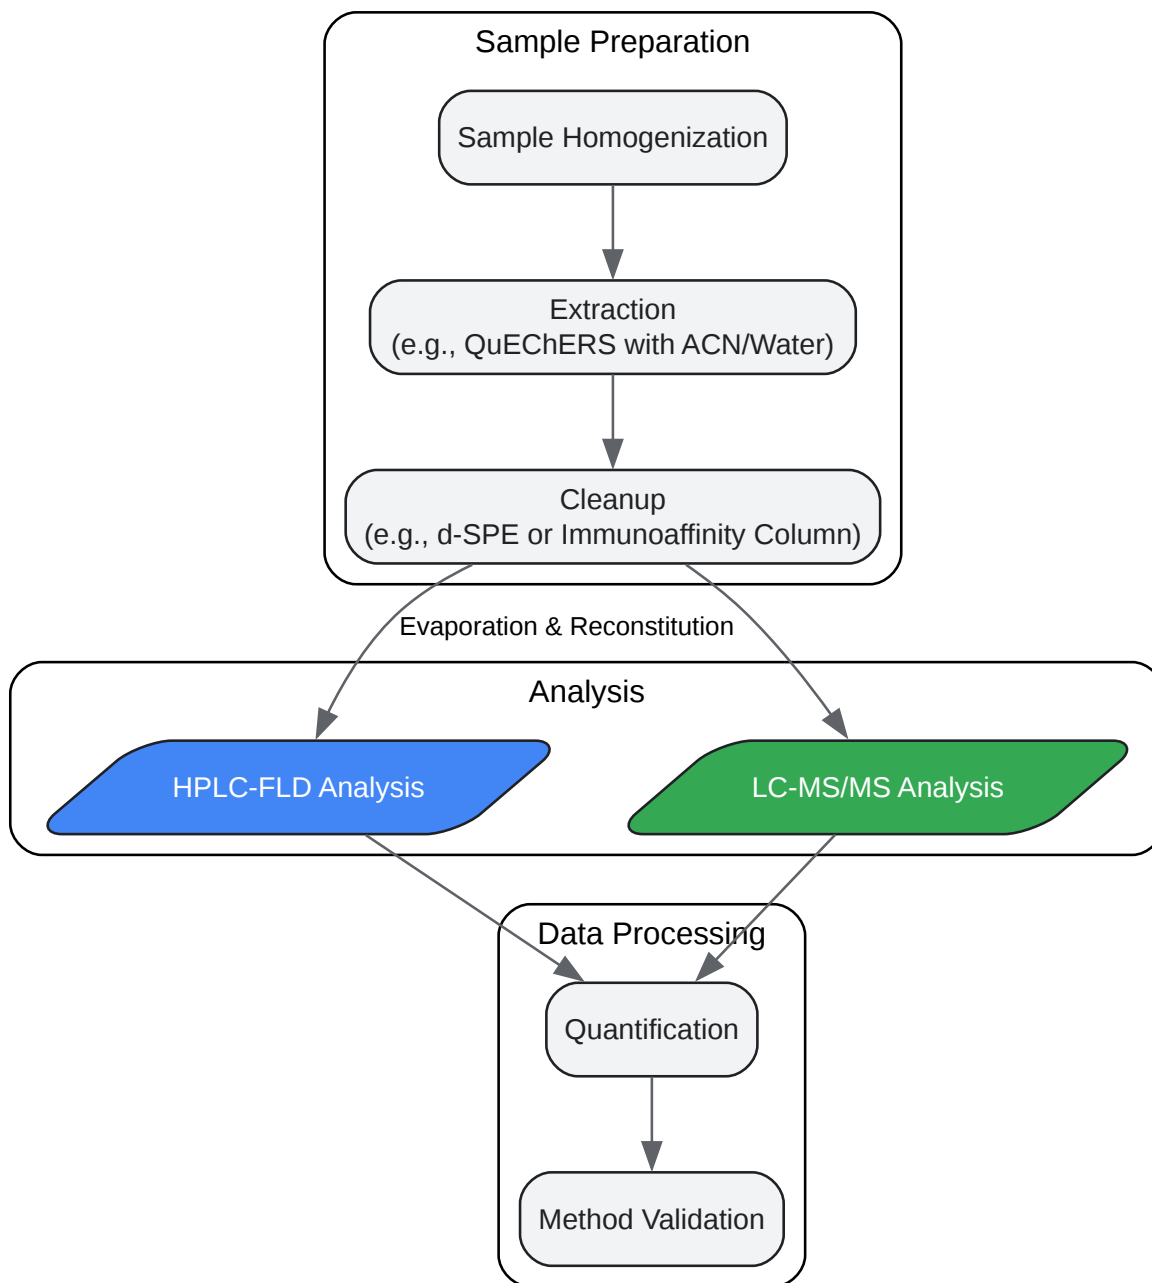 Sample Preparation
Sample Homogenization
Extraction
(e.g., QuEChERS with ACN/Water)
Cleanup
(e.g., d-SPE or Immunoaffinity Column)
Evaporation & Reconstitution
Analysis
HPLC-FLD Analysis
LC-MS/MS Analysis
Data Processing
Quantification
Method Validation